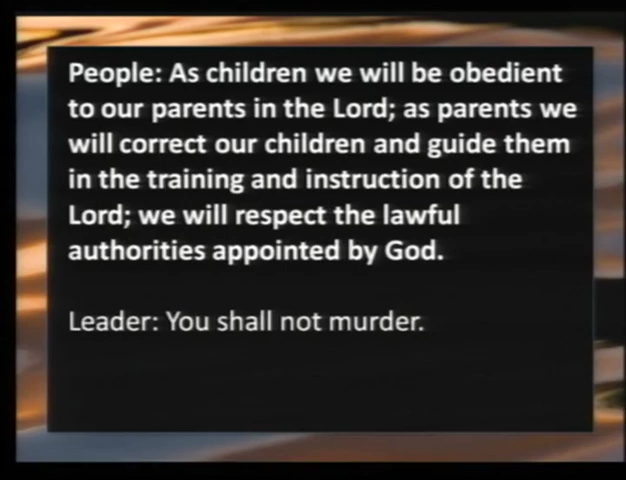 People: As children we will be obedient
to our parents in the Lord; as parents we
will correct our children and guide them
in the training and instruction of the
Lord; we will respect the lawful
authorities appointed by God.
Leader: You shall not murder.